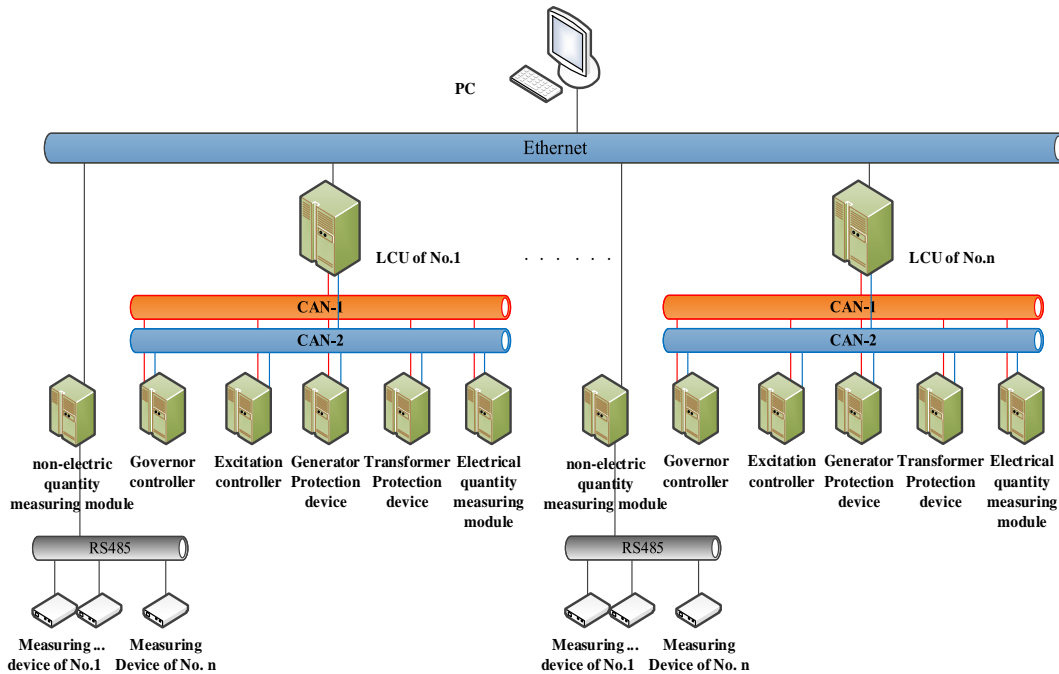 PC
Ethernet
LCU of No.1
. . . . . .
LCU of No.n
CAN-1
CAN-2
CAN-1
CAN-2
non-electric
quantity
measuring module
Governor
controller
Excitation
controller
Generator
Protection
device
Transformer
Protection
device
Electrical
quantity
measuring
module
non-electric
quantity
measuring module
Governor
controller
Excitation
controller
Generator
Protection
device
Transformer
Protection
device
Electrical
quantity
measuring
module
RS485
RS485
Measuring ...
device of No.1
Measuring
Device of No. n
Measuring ...
device of No.1
Measuring
Device of No. n